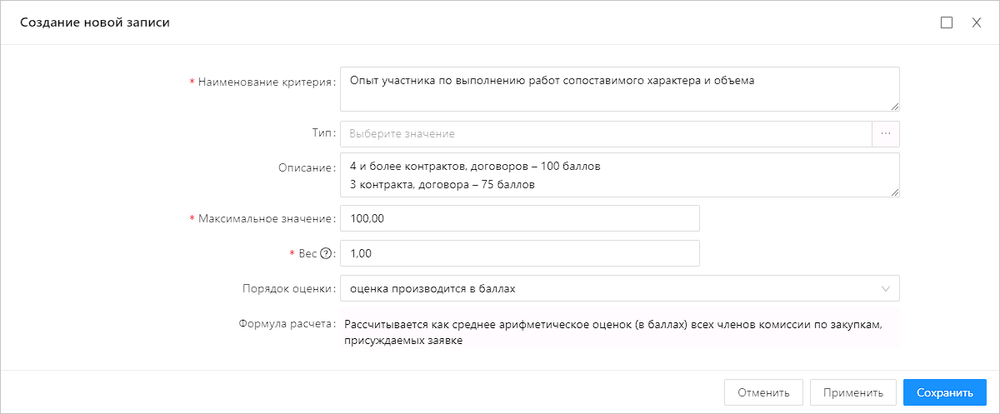 Создание новой записи
* Наименование критерия: Опыт участника по выполнению работ сопоставимого характера и объема
Тип: Выберите значение ...
Описание: 4 и более контрактов, договоров – 100 баллов
3 контракта, договора – 75 баллов
* Максимальное значение: 100,00
* Вес ?: 1,00
Порядок оценки: оценка производится в баллах
Формула расчета: Рассчитывается как среднее арифметическое оценок (в баллах) всех членов комиссии по закупкам,
присуждаемых заявке
Отменить Применить Сохранить